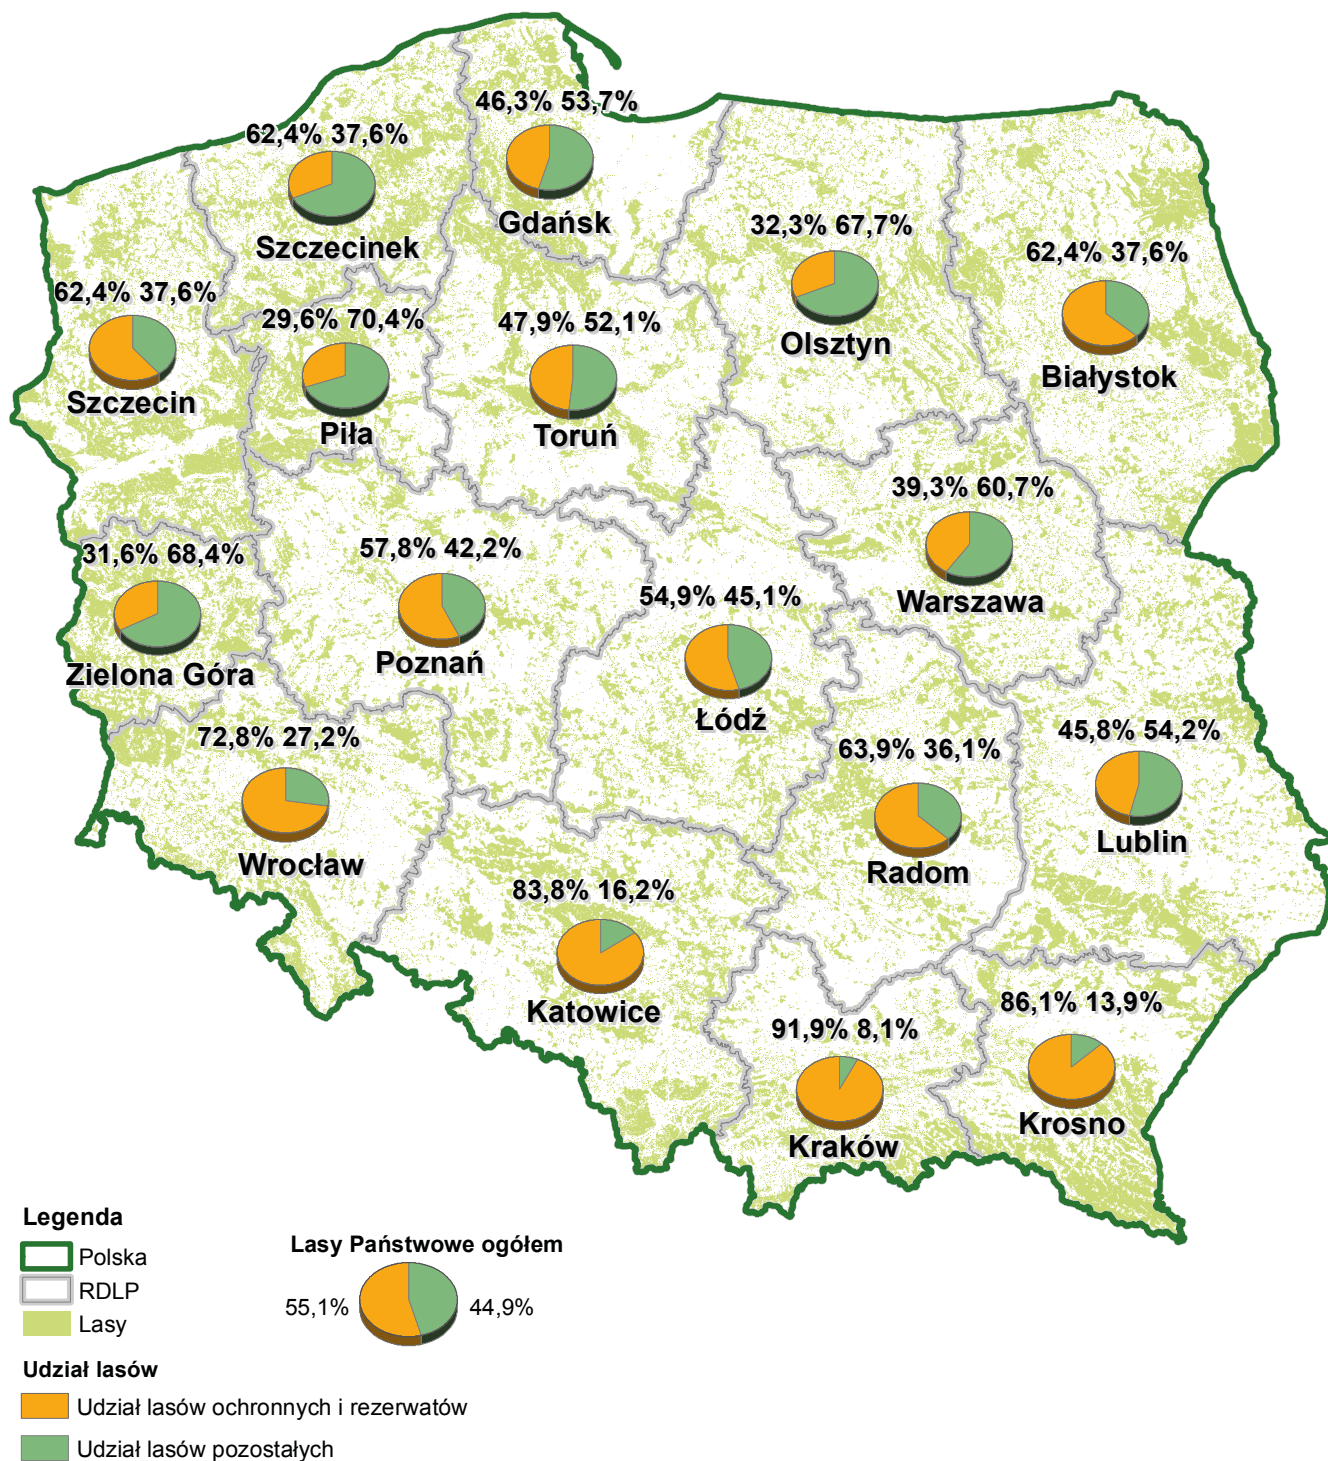 46,3% 53,7%
Gdańsk
62,4% 37,6%
Szczecinek
32,3% 67,7%
Olsztyn
62,4% 37,6%
Białystok
62,4% 37,6%
Szczecin
29,6% 70,4%
Piła
47,9% 52,1%
Toruń
39,3% 60,7%
Warszawa
31,6% 68,4%
Zielona Góra
57,8% 42,2%
Poznań
54,9% 45,1%
Łódź
72,8% 27,2%
Wrocław
63,9% 36,1%
Radom
45,8% 54,2%
Lublin
83,8% 16,2%
Katowice
91,9% 8,1%
Kraków
86,1% 13,9%
Krosno
Legenda
Polska
RDLP
Lasy
Lasy Państwowe ogółem
55,1% 44,9%
Udział lasów
Udział lasów ochronnych i rezerwatów
Udział lasów pozostałych